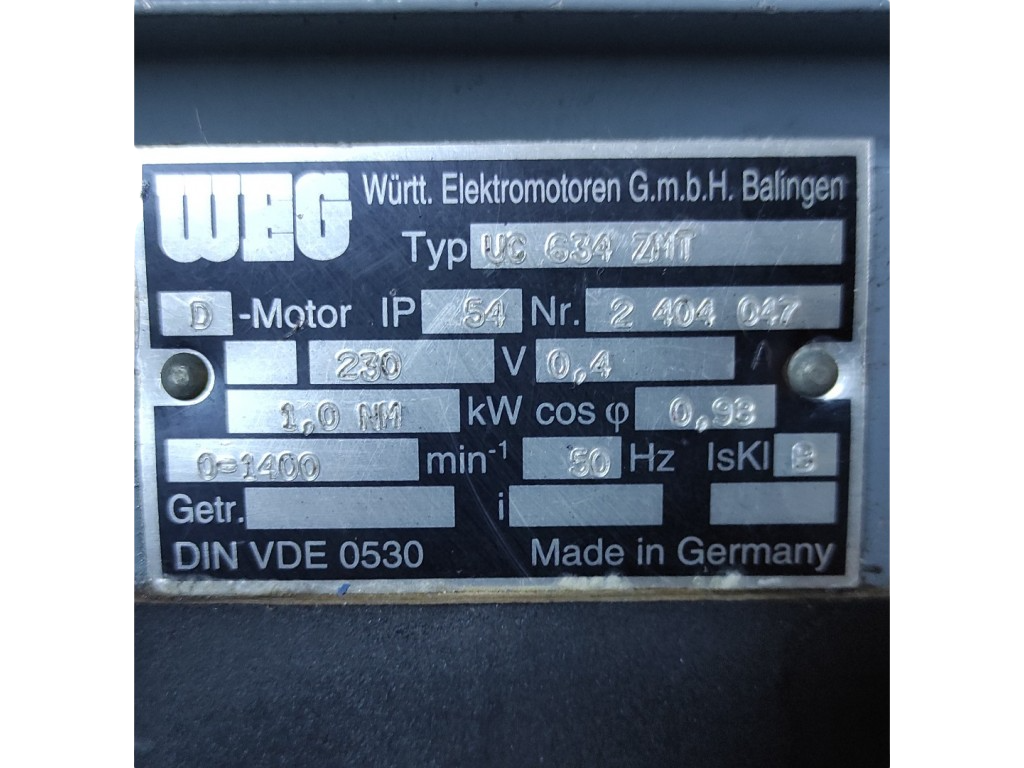 WEG Württ. Elektromotoren G.m.b.H. Balingen
Typ UC 634 ZMT
D -Motor IP 54 Nr. 2 404 047
230 V 0,4 A
1,0 NM kW cos φ 0,98
0-1400 min-1 50 Hz IsKl B
Getr. i
DIN VDE 0530 Made in Germany